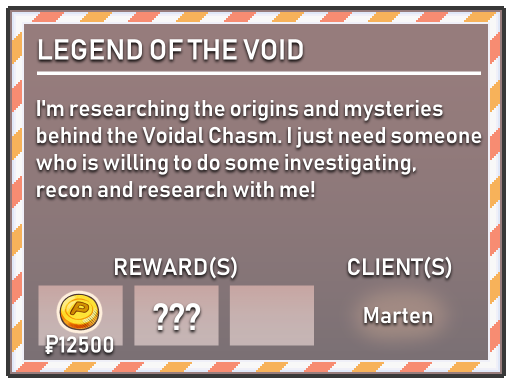 LEGEND OF THE VOID
I'm researching the origins and mysteries
behind the Voidal Chasm. I just need someone
who is willing to do some investigating,
recon and research with me!
REWARD(S)
CLIENT(S)
P
₽12500
???
Marten